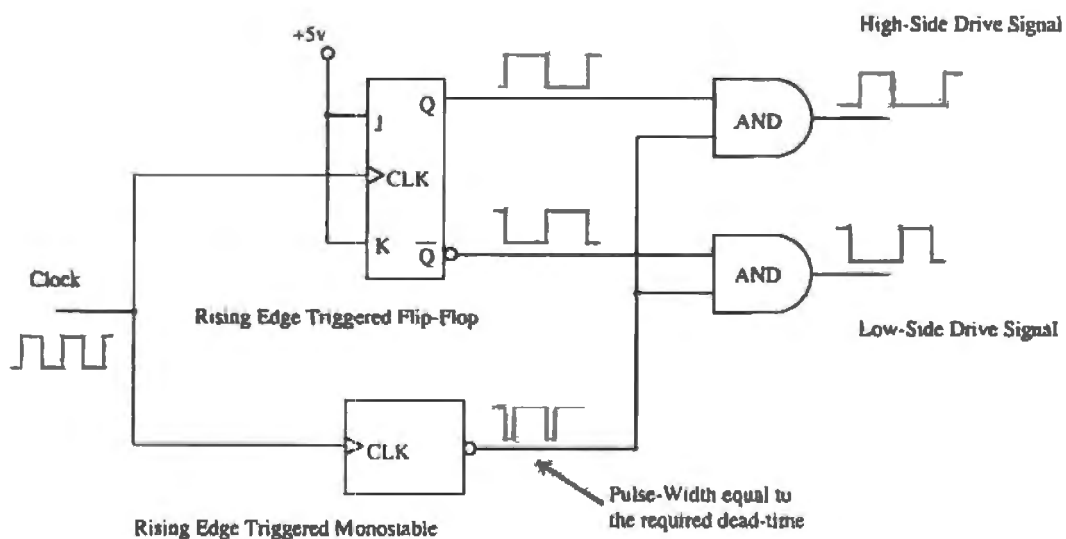 High-Side Drive Signal
+5v
J
Q
AND
CLK
K
Q
AND
Clock
Rising Edge Triggered Flip-Flop
Low-Side Drive Signal
CLK
Pulse-Width equal to
the required dead-time
Rising Edge Triggered Monostable